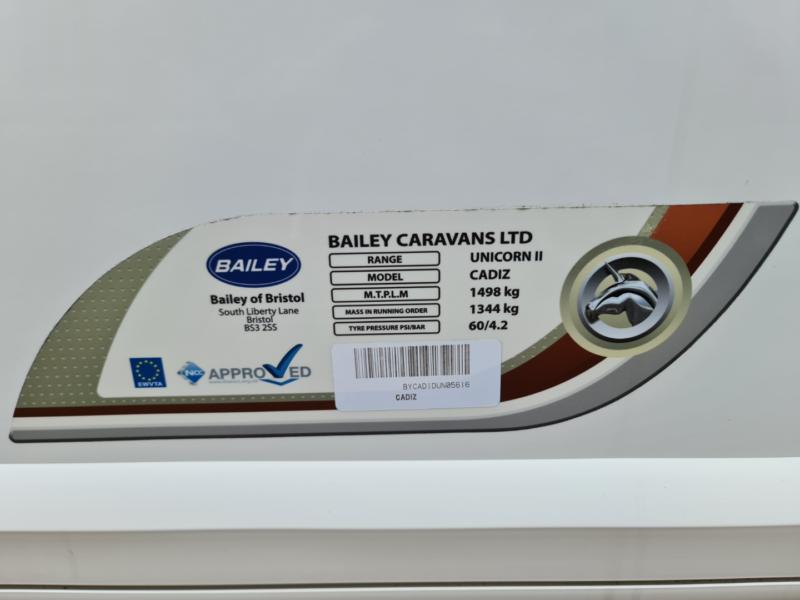 BAILEY CARAVANS LTD
BAILEY
RANGE UNICORN II
MODEL CADIZ
M.T.P.L.M 1498 kg
MASS IN RUNNING ORDER 1344 kg
TYRE PRESSURE PSI/BAR 60/4.2
Bailey of Bristol
South Liberty Lane
Bristol
BS3 2SS
EWVTA
NCC APPROVED
BYCADIDUN05616
CADIZ